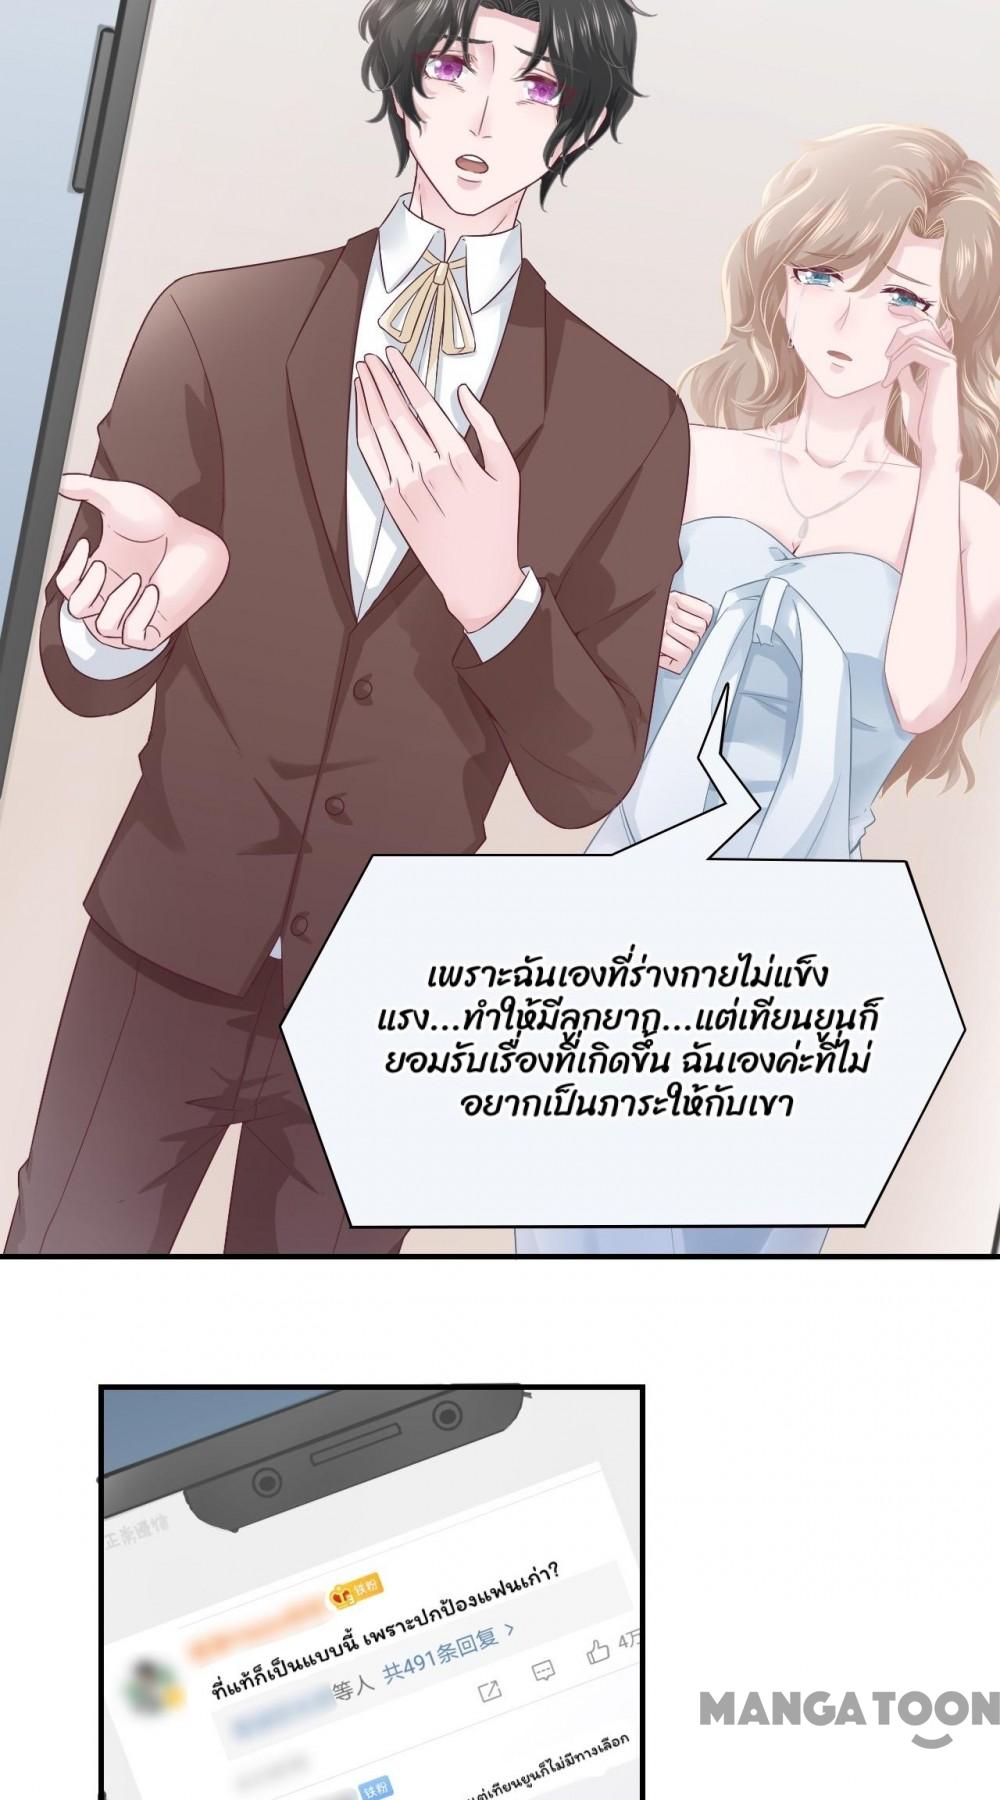 เพราะฉันเองที่ร่างกายไม่แข็ง
แรง...ทำให้มีลูกยาก...แต่เทียนยูนก็
ยอมรับเรื่องที่เกิดขึ้น ฉันเองค่ะที่ไม่
อยากเป็นภาระให้กับเขา
铁粉
ที่แท้ก็เป็นแบบนี้ เพราะปกป้องแฟนเก่า?
等人 共491条回复 >
4万
铁粉
แต่เทียนยูนก็ไม่มีทางเลือก
MANGATOON